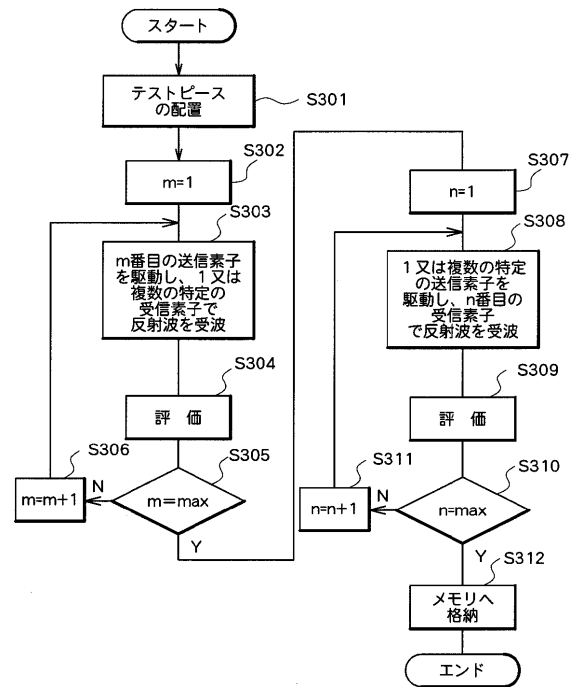 スタート
テストピース
の配置
S301
S302
m=1
S303
m番目の送信素子
を駆動し、1又は
複数の特定の
受信素子で
反射波を受波
S304
評 価
S305
m=max
N
S306
m=m+1
Y
S307
n=1
S308
1又は複数の特定
の送信素子を
駆動し、n番目の
受信素子
で反射波を受波
S309
評 価
S310
n=max
N
S311
n=n+1
Y
S312
メモリへ
格納
エンド